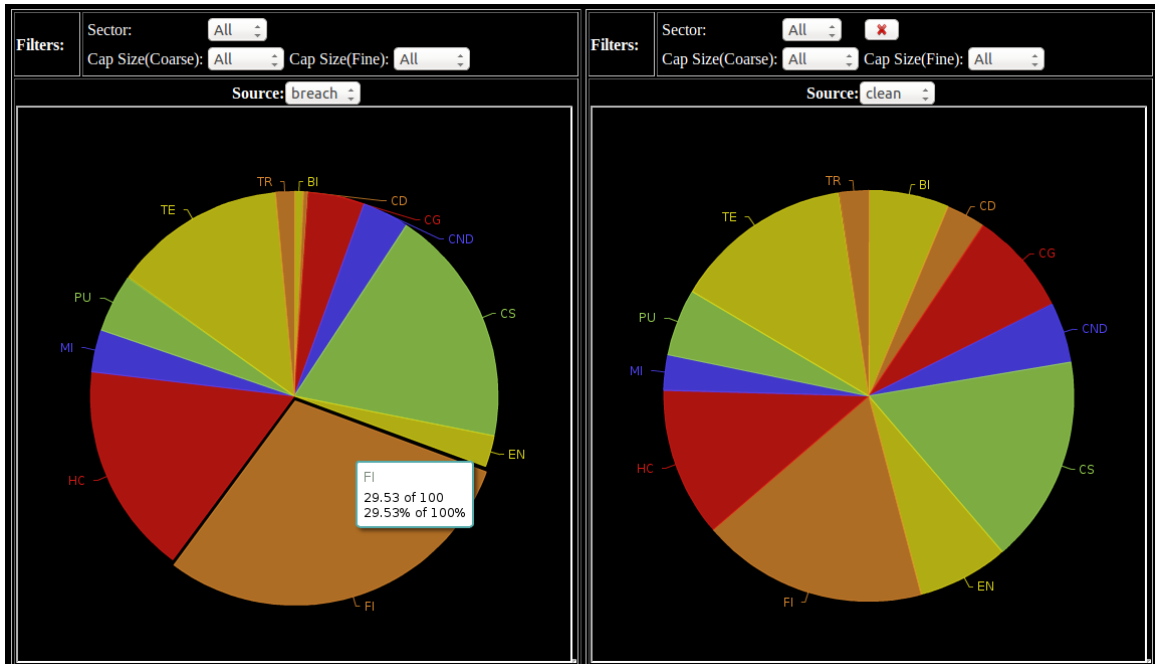 Filters:
Sector: All
Cap Size(Coarse): All Cap Size(Fine): All
Source: breach
TR
BI
CD
CG
CND
TE
CS
PU
MI
EN
HC
FI
29.53 of 100
29.53% of 100%
FI
Filters:
Sector: All
Cap Size(Coarse): All Cap Size(Fine): All
Source: clean
TR
BI
CD
TE
CG
PU
CND
MI
HC
CS
EN
FI